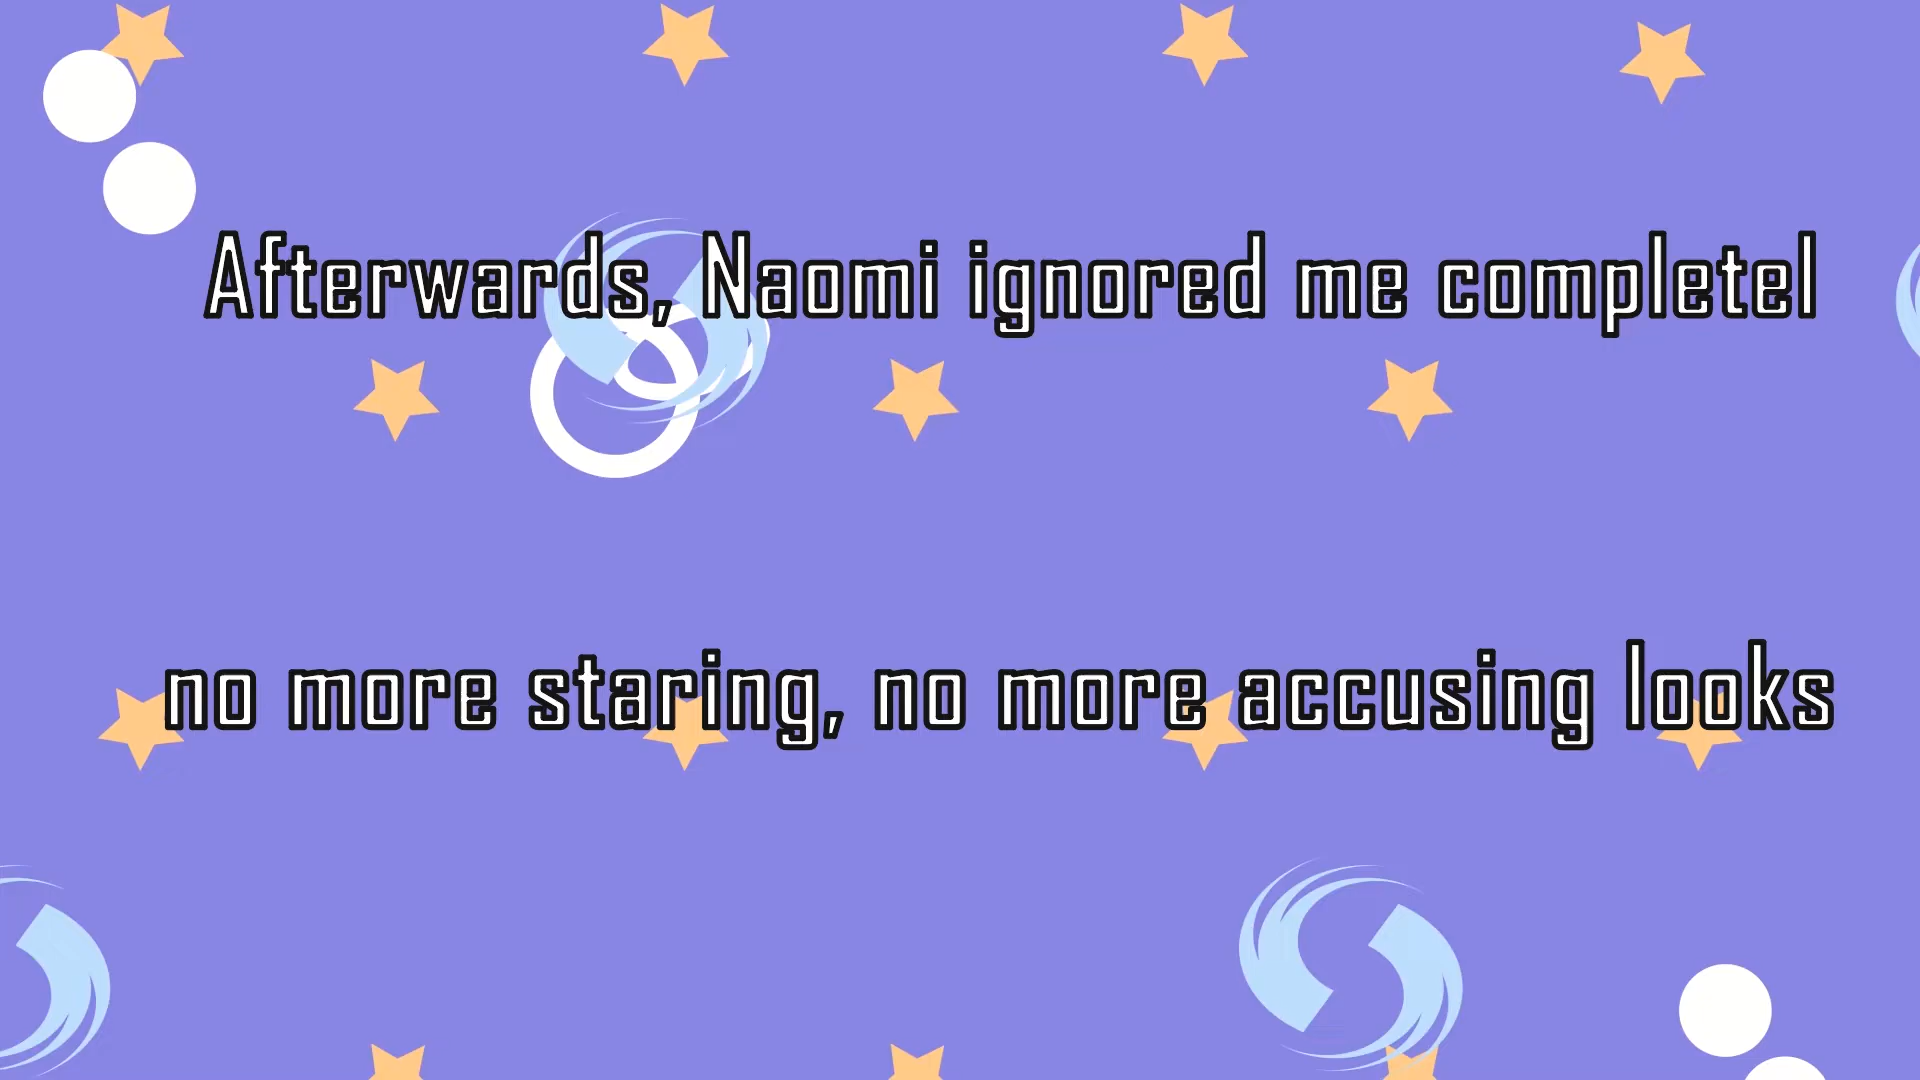 Afterwards, Naomi ignored me completel
no more staring, no more accusing looks